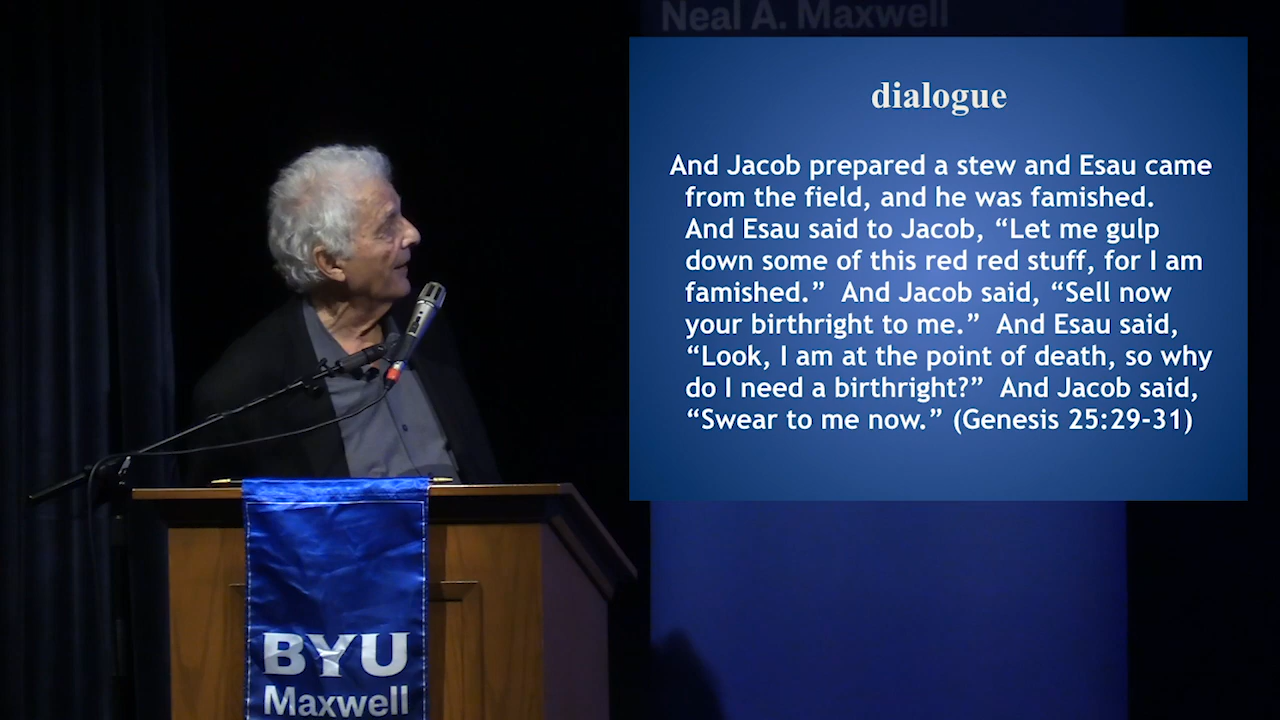 Neal A. Maxwell
dialogue
And Jacob prepared a stew and Esau came
from the field, and he was famished.
And Esau said to Jacob, “Let me gulp
down some of this red red stuff, for I am
famished.”  And Jacob said, “Sell now
your birthright to me.”  And Esau said,
“Look, I am at the point of death, so why
do I need a birthright?”  And Jacob said,
“Swear to me now.” (Genesis 25:29-31)
BYU
Maxwell